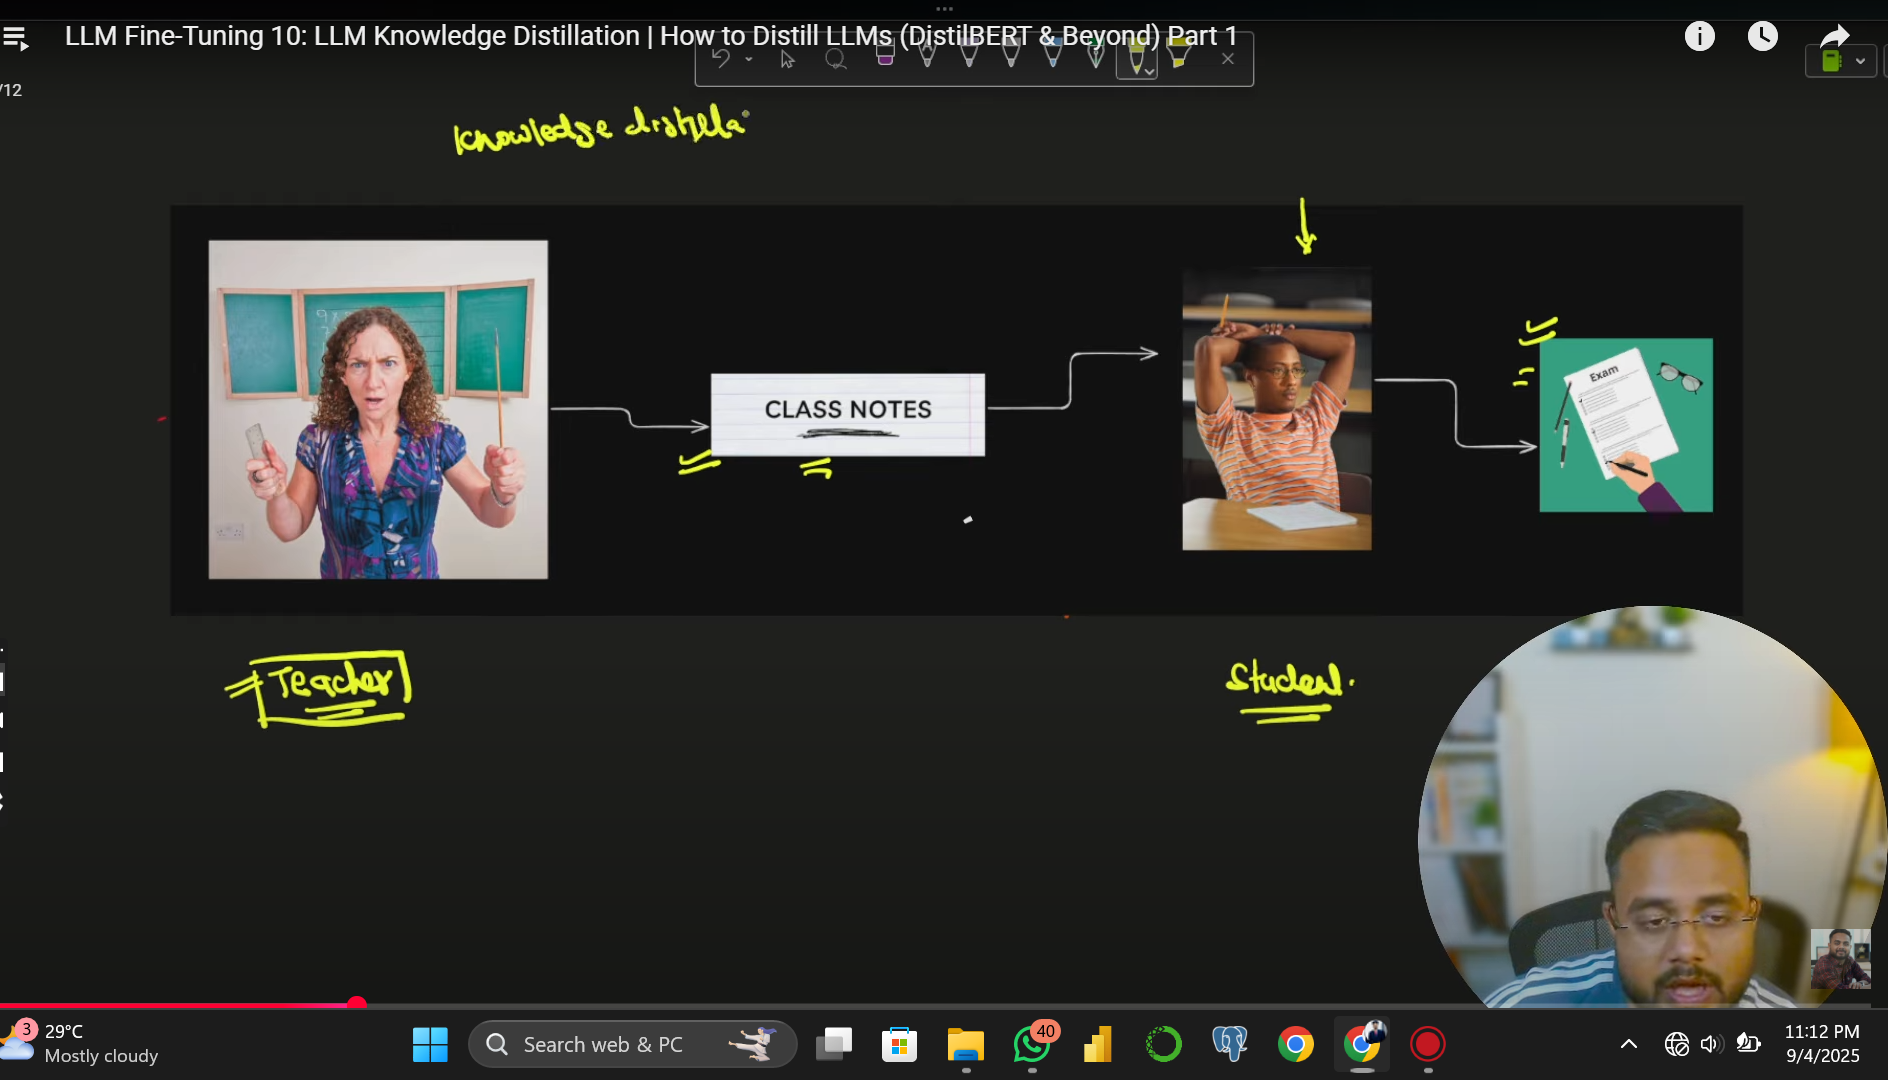 LLM Fine-Tuning 10: LLM Knowledge Distillation | How to Distill LLMs (DistilBERT & Beyond) Part 1
/12
Knowledge distilla
CLASS NOTES
Exam
Teacher
Student.
3
29°C
Mostly cloudy
Search web & PC
40
11:12 PM
9/4/2025